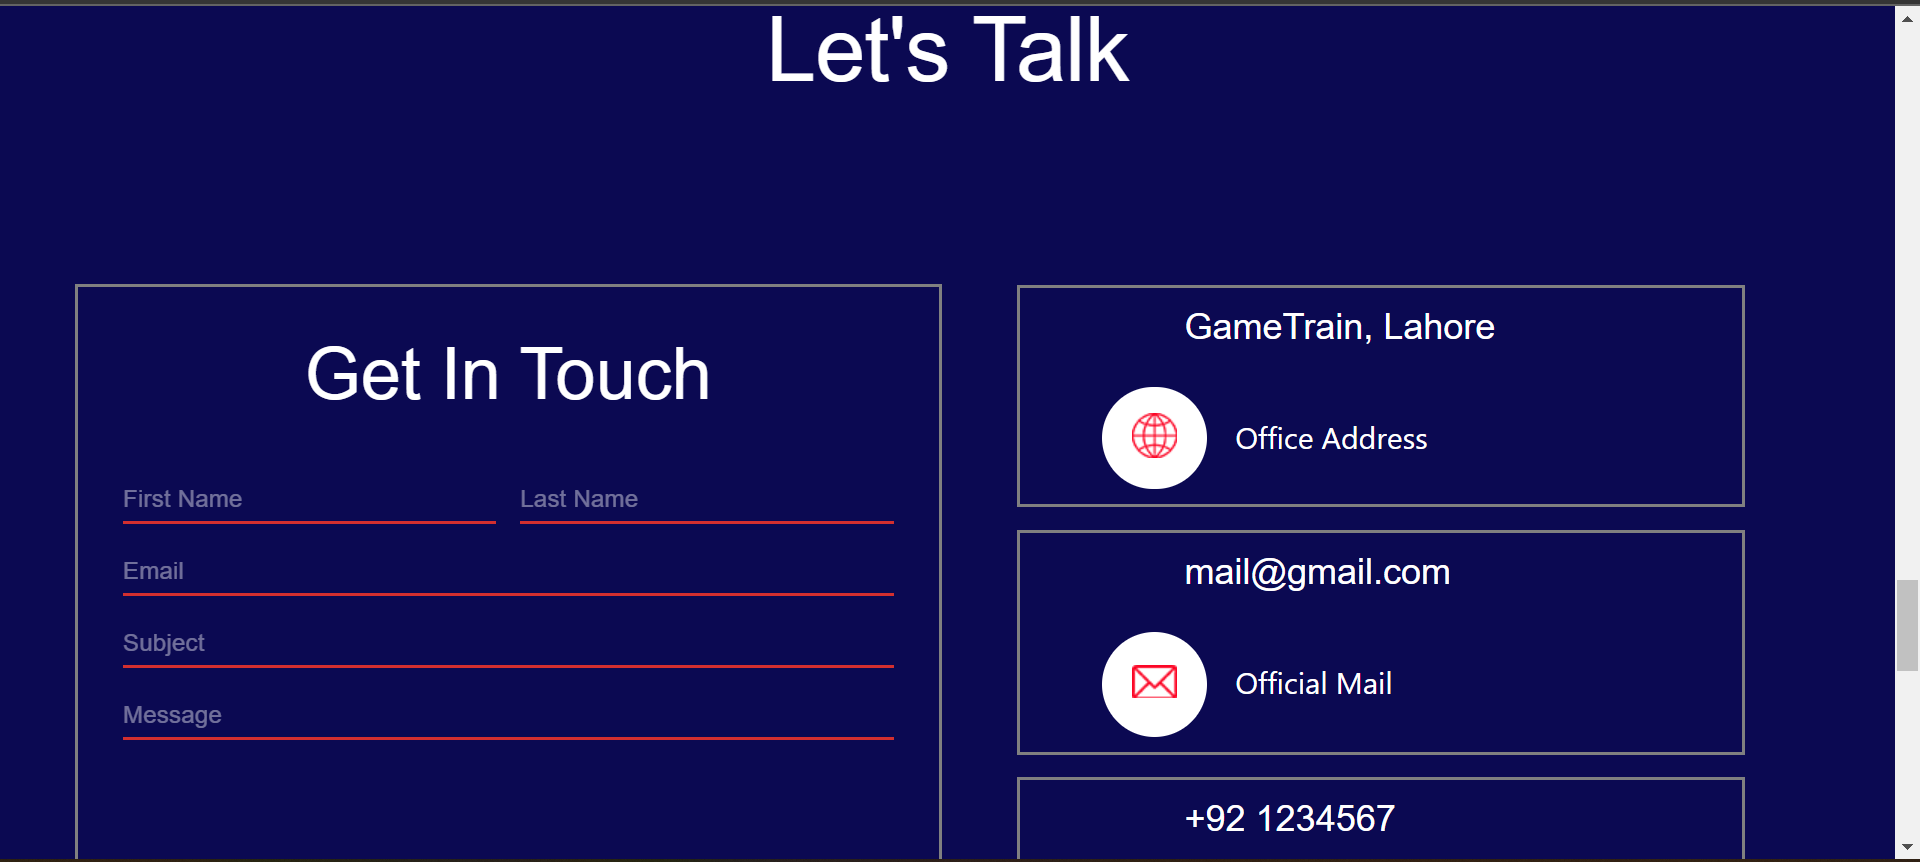 Let's Talk
Get In Touch
First Name
Last Name
Email
Subject
Message
GameTrain, Lahore
Office Address
mail@gmail.com
Official Mail
+92 1234567